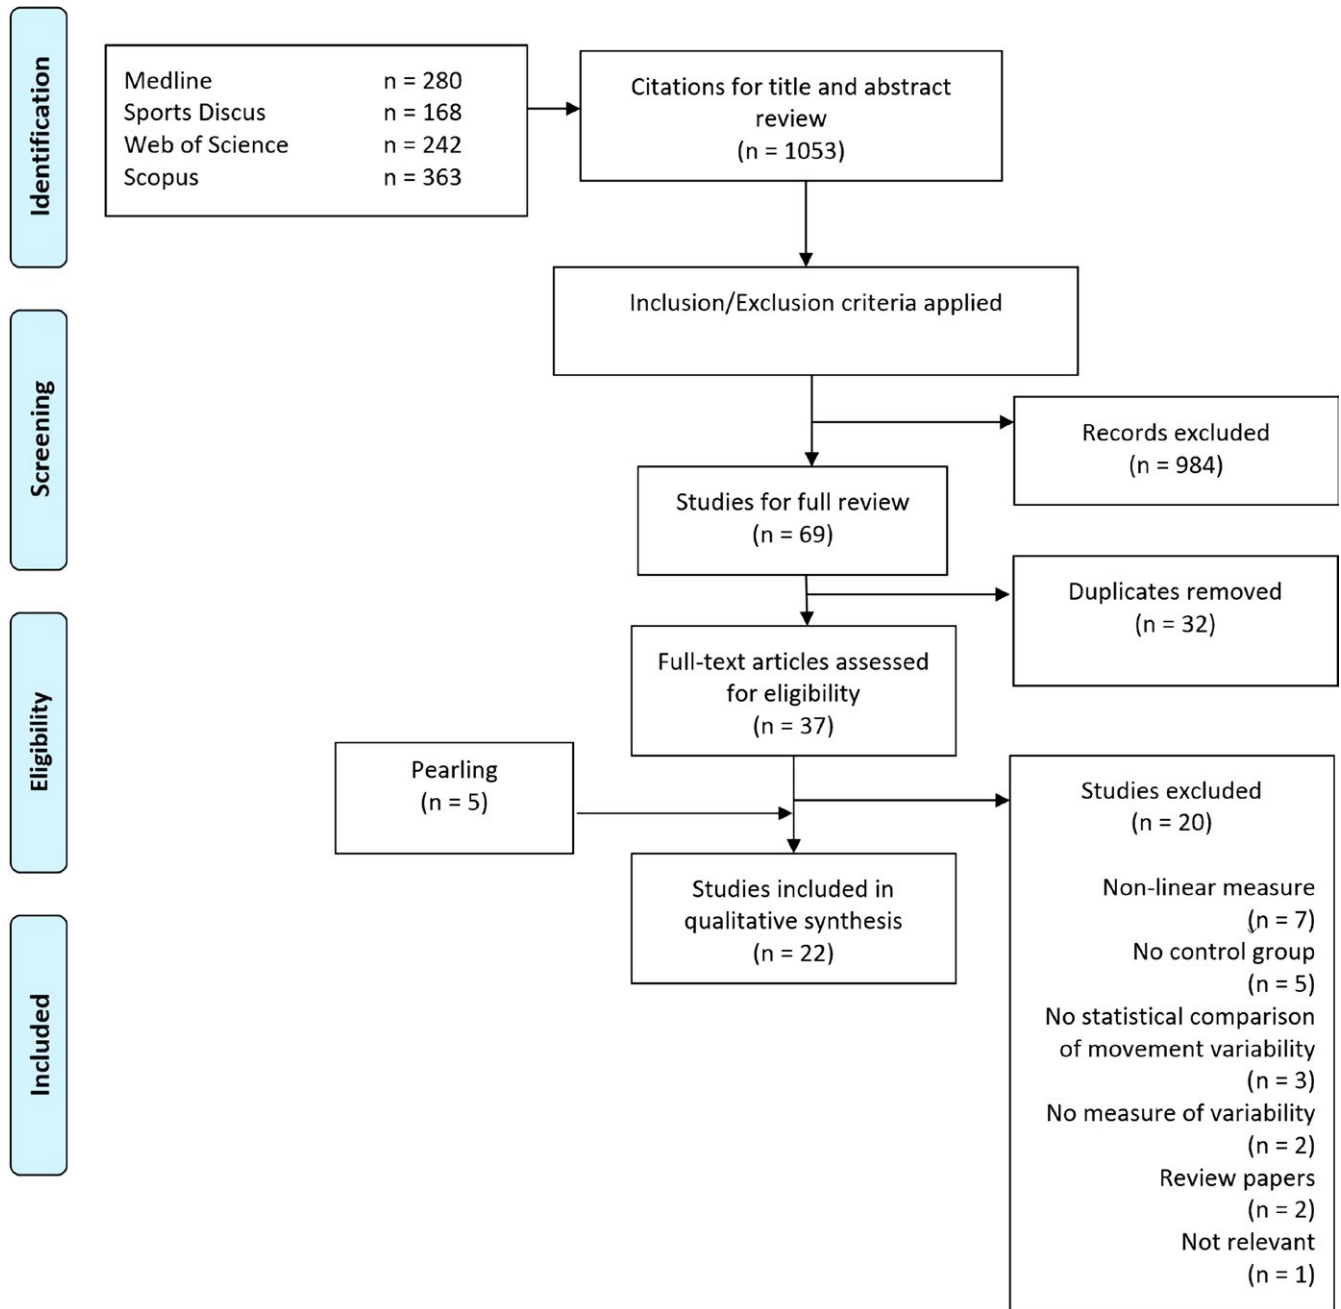 Identification
Medline n = 280
Sports Discus n = 168
Web of Science n = 242
Scopus n = 363
Citations for title and abstract
review
(n = 1053)
Inclusion/Exclusion criteria applied
Screening
Records excluded
(n = 984)
Studies for full review
(n = 69)
Duplicates removed
(n = 32)
Eligibility
Full-text articles assessed
for eligibility
(n = 37)
Pearling
(n = 5)
Studies excluded
(n = 20)
Non-linear measure
(n = 7)
No control group
(n = 5)
No statistical comparison
of movement variability
(n = 3)
No measure of variability
(n = 2)
Review papers
(n = 2)
Not relevant
(n = 1)
Included
Studies included in
qualitative synthesis
(n = 22)